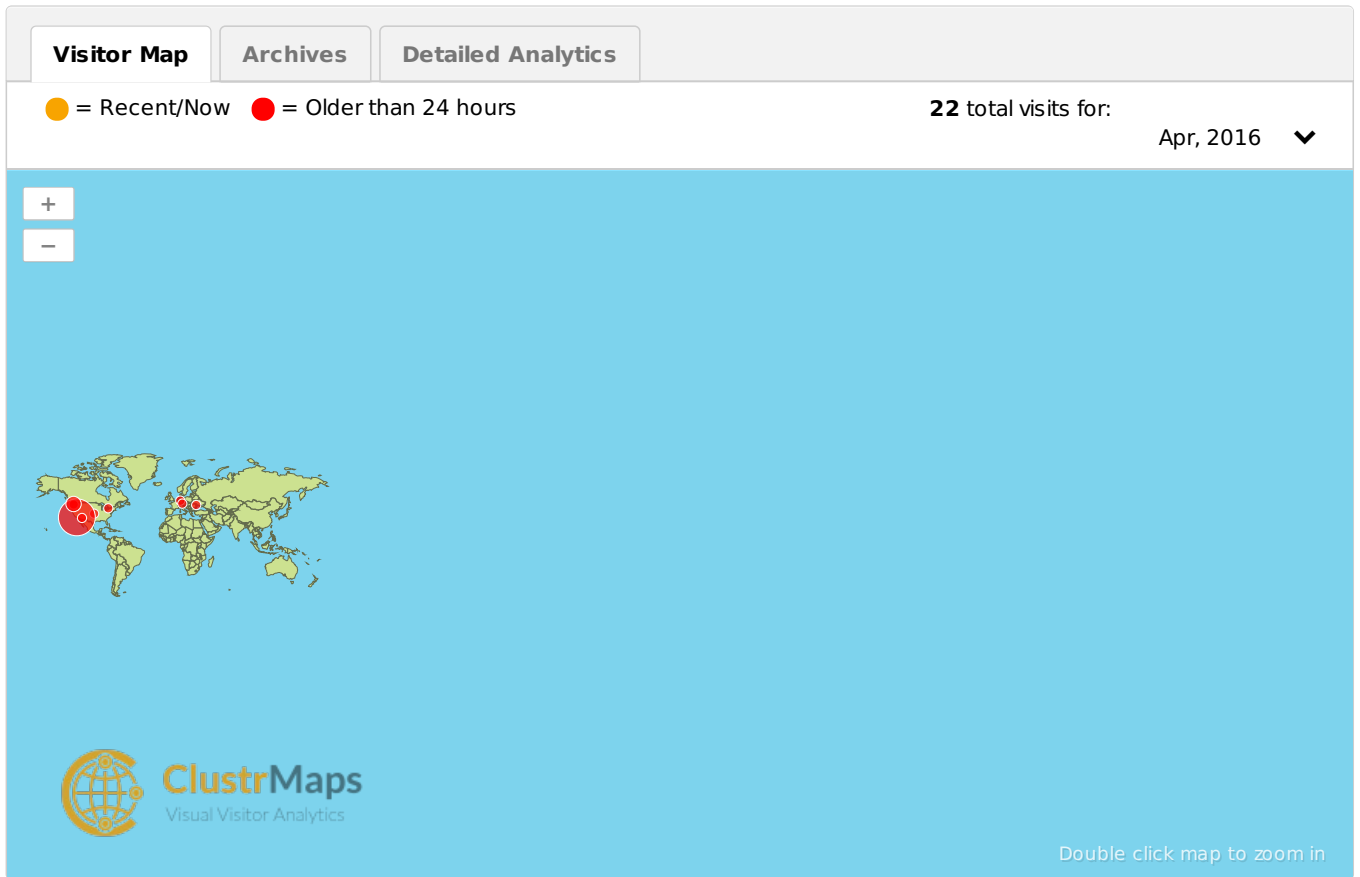 Visitor Map
Archives
Detailed Analytics
= Recent/Now
= Older than 24 hours
22 total visits for:
Apr, 2016
+
−
ClustrMaps
Visual Visitor Analytics
Double click map to zoom in